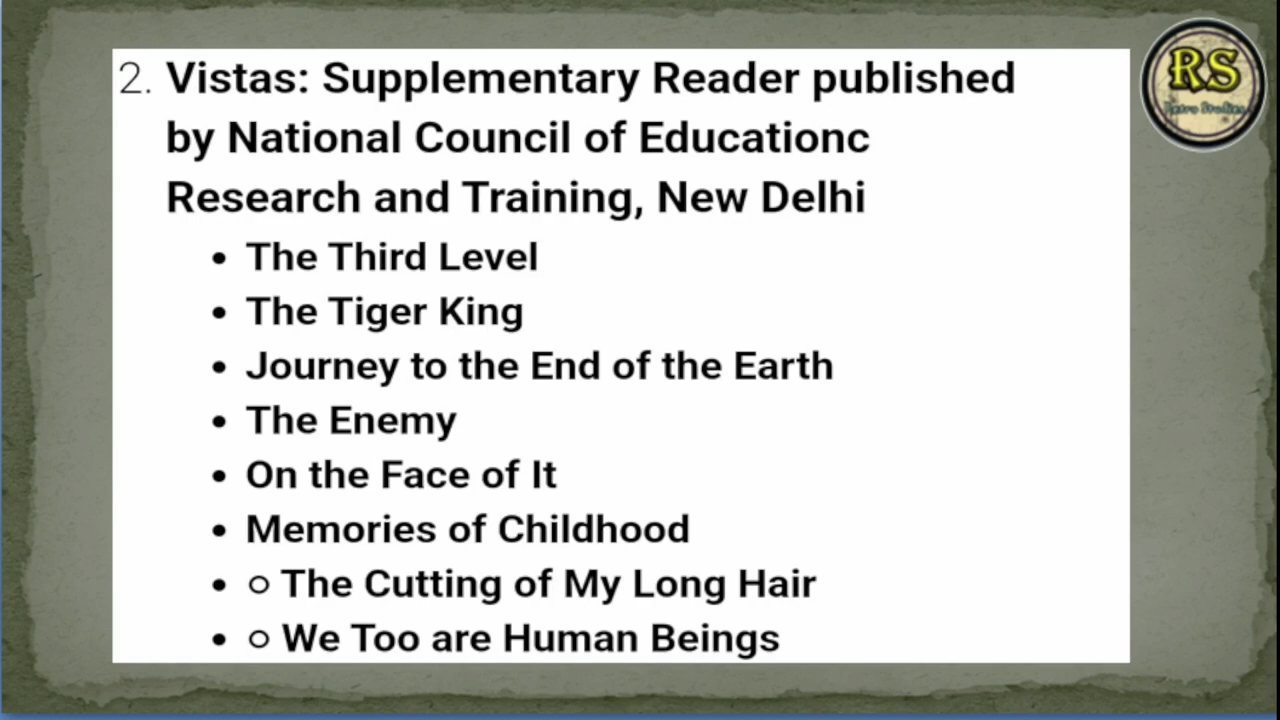 2. Vistas: Supplementary Reader published
by National Council of Educationc
Research and Training, New Delhi
• The Third Level
• The Tiger King
• Journey to the End of the Earth
• The Enemy
• On the Face of It
• Memories of Childhood
• ○ The Cutting of My Long Hair
• ○ We Too are Human Beings
RS